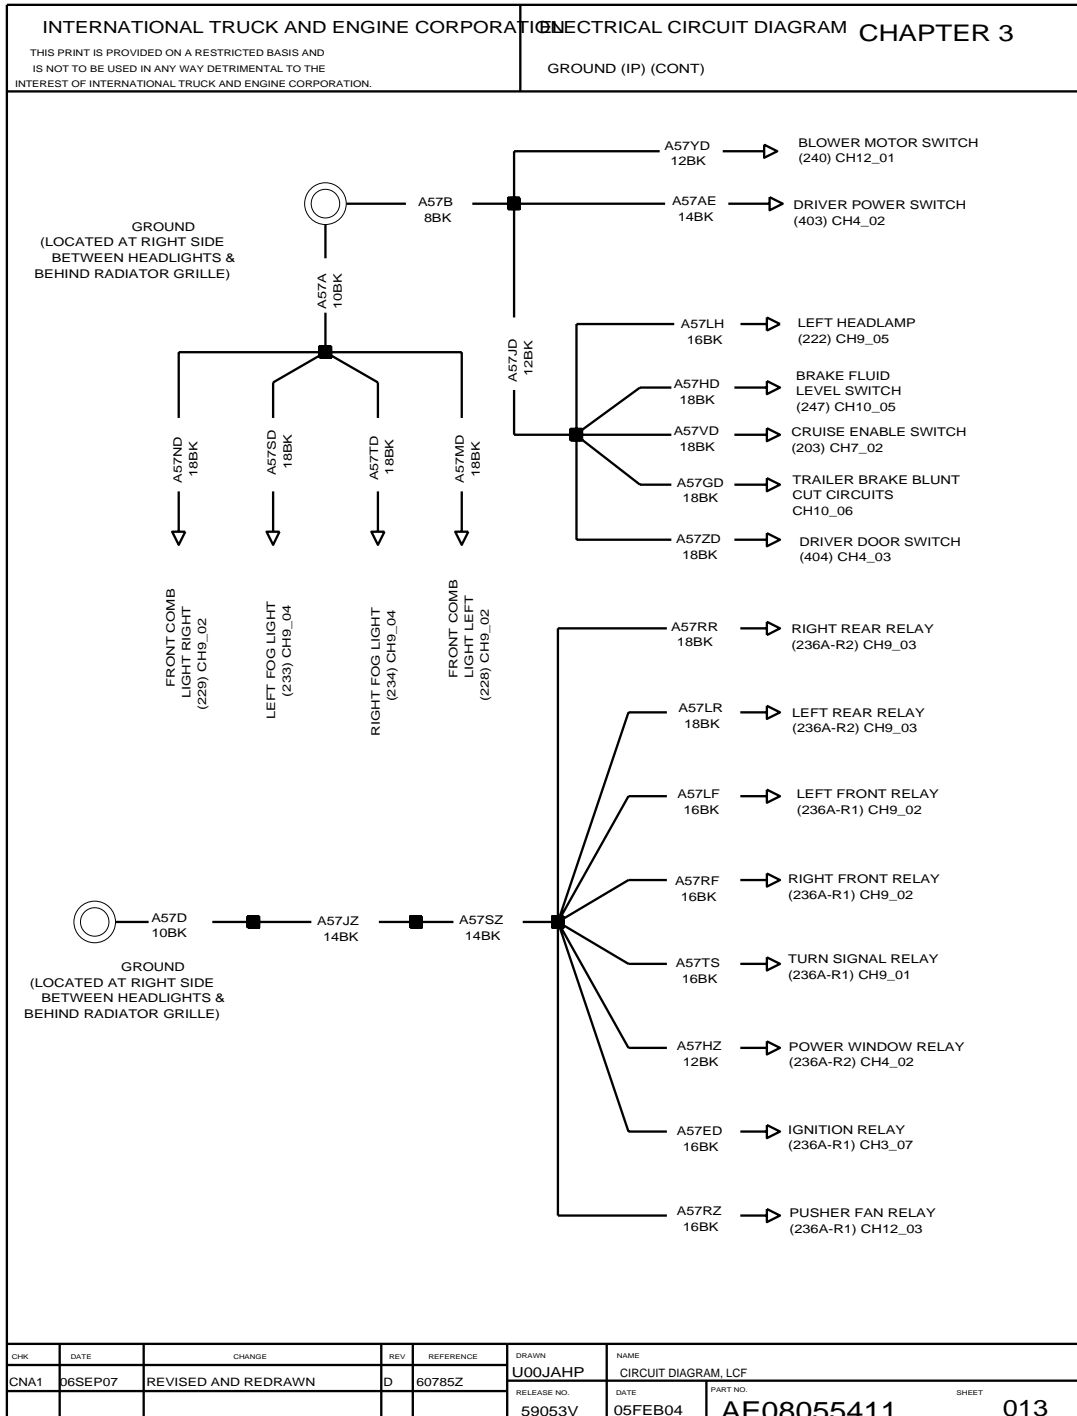 INTERNATIONAL TRUCK AND ENGINE CORPORATION
THIS PRINT IS PROVIDED ON A RESTRICTED BASIS AND
IS NOT TO BE USED IN ANY WAY DETRIMENTAL TO THE
INTEREST OF INTERNATIONAL TRUCK AND ENGINE CORPORATION.
ELECTRICAL CIRCUIT DIAGRAM
CHAPTER 3
GROUND (IP) (CONT)
A57YD
12BK
BLOWER MOTOR SWITCH
(240) CH12_01
A57B
8BK
A57AE
14BK
DRIVER POWER SWITCH
(403) CH4_02
GROUND
(LOCATED AT RIGHT SIDE
BETWEEN HEADLIGHTS &
BEHIND RADIATOR GRILLE)
A57A
10BK
A57JD
12BK
A57LH
16BK
LEFT HEADLAMP
(222) CH9_05
A57HD
18BK
BRAKE FLUID
LEVEL SWITCH
(247) CH10_05
A57VD
18BK
CRUISE ENABLE SWITCH
(203) CH7_02
A57GD
18BK
TRAILER BRAKE BLUNT
CUT CIRCUITS
CH10_06
A57ZD
18BK
DRIVER DOOR SWITCH
(404) CH4_03
A57ND
18BK
A57SD
18BK
A57TD
18BK
A57MD
18BK
FRONT COMB
LIGHT RIGHT
(229) CH9_02
LEFT FOG LIGHT
(233) CH9_04
RIGHT FOG LIGHT
(234) CH9_04
FRONT COMB
LIGHT LEFT
(228) CH9_02
A57RR
18BK
RIGHT REAR RELAY
(236A-R2) CH9_03
A57LR
18BK
LEFT REAR RELAY
(236A-R2) CH9_03
A57LF
16BK
LEFT FRONT RELAY
(236A-R1) CH9_02
A57RF
16BK
RIGHT FRONT RELAY
(236A-R1) CH9_02
A57D
10BK
A57JZ
14BK
A57SZ
14BK
GROUND
(LOCATED AT RIGHT SIDE
BETWEEN HEADLIGHTS &
BEHIND RADIATOR GRILLE)
A57TS
16BK
TURN SIGNAL RELAY
(236A-R1) CH9_01
A57HZ
12BK
POWER WINDOW RELAY
(236A-R2) CH4_02
A57ED
16BK
IGNITION RELAY
(236A-R1) CH3_07
A57RZ
16BK
PUSHER FAN RELAY
(236A-R1) CH12_03
CHK DATE CHANGE REV REFERENCE
CNA1 06SEP07 REVISED AND REDRAWN D 60785Z
DRAWN
U00JAHP
NAME
CIRCUIT DIAGRAM, LCF
RELEASE NO.
59053V
DATE
05FEB04
PART NO.
AE08055411
SHEET
013